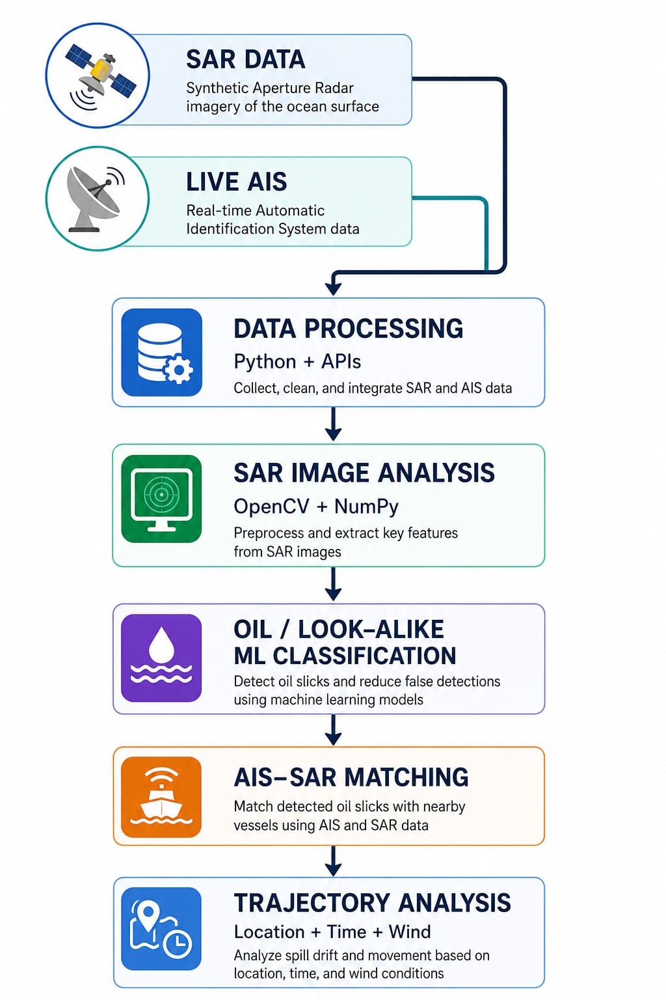 SAR DATA
Synthetic Aperture Radar
imagery of the ocean surface
LIVE AIS
Real-time Automatic
Identification System data
DATA PROCESSING
Python + APIs
Collect, clean, and integrate SAR and AIS data
SAR IMAGE ANALYSIS
OpenCV + NumPy
Preprocess and extract key features
from SAR images
OIL / LOOK–ALIKE
ML CLASSIFICATION
Detect oil slicks and reduce false detections
using machine learning models
AIS–SAR MATCHING
Match detected oil slicks with nearby
vessels using AIS and SAR data
TRAJECTORY ANALYSIS
Location + Time + Wind
Analyze spill drift and movement based on
location, time, and wind conditions